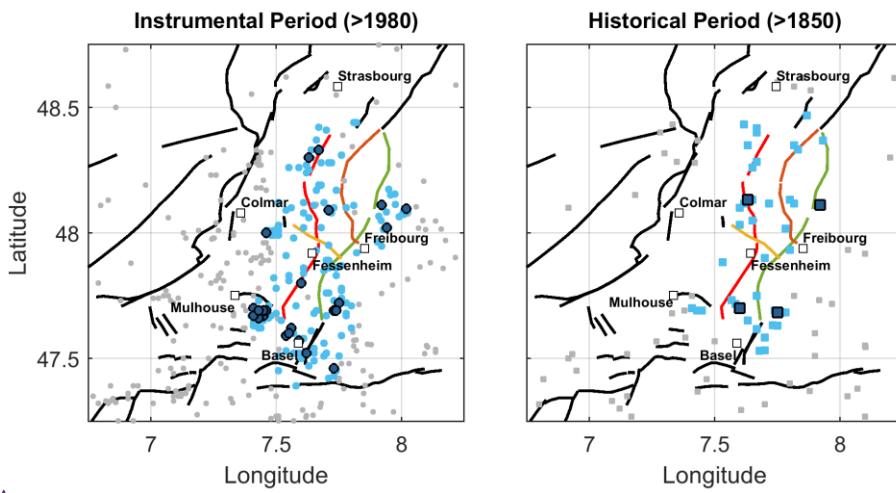 Instrumental Period (>1980)
Historical Period (>1850)
Strasbourg
Colmar
Freibourg
Fessenheim
Mulhouse
Basel
48.5
48
47.5
Latitude
7
7.5
8
Longitude
Strasbourg
Colmar
Freibourg
Fessenheim
Mulhouse
Basel
7
7.5
8
Longitude